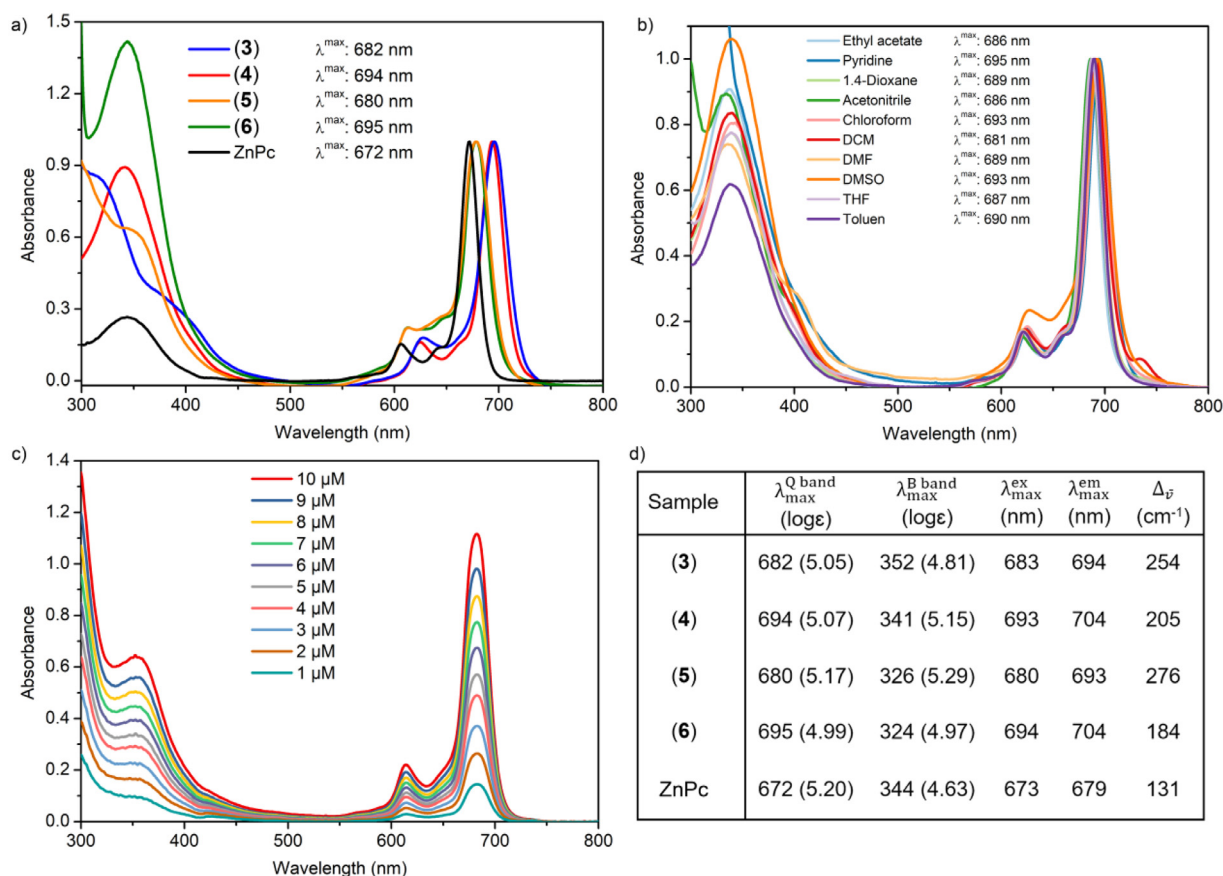 a)
1.5
1.2
0.9
0.6
0.3
0.0
Absorbance
(3) λmax: 682 nm
(4) λmax: 694 nm
(5) λmax: 680 nm
(6) λmax: 695 nm
ZnPc λmax: 672 nm
300 400 500 600 700 800
Wavelength (nm)
b)
1.0
0.8
0.6
0.4
0.2
0.0
Absorbance
Ethyl acetate λmax: 686 nm
Pyridine λmax: 695 nm
1.4-Dioxane λmax: 689 nm
Acetonitrile λmax: 686 nm
Chloroform λmax: 693 nm
DCM λmax: 681 nm
DMF λmax: 689 nm
DMSO λmax: 693 nm
THF λmax: 687 nm
Toluen λmax: 690 nm
300 400 500 600 700 800
Wavelength (nm)
c)
1.4
1.2
1.0
0.8
0.6
0.4
0.2
0.0
Absorbance
10 μM
9 μM
8 μM
7 μM
6 μM
5 μM
4 μM
3 μM
2 μM
1 μM
300 400 500 600 700 800
Wavelength (nm)
d)
Sample λmax Q band (logε) λmax B band (logε) λmax ex (nm) λmax em (nm) Δṽ (cm-1)
(3) 682 (5.05) 352 (4.81) 683 694 254
(4) 694 (5.07) 341 (5.15) 693 704 205
(5) 680 (5.17) 326 (5.29) 680 693 276
(6) 695 (4.99) 324 (4.97) 694 704 184
ZnPc 672 (5.20) 344 (4.63) 673 679 131